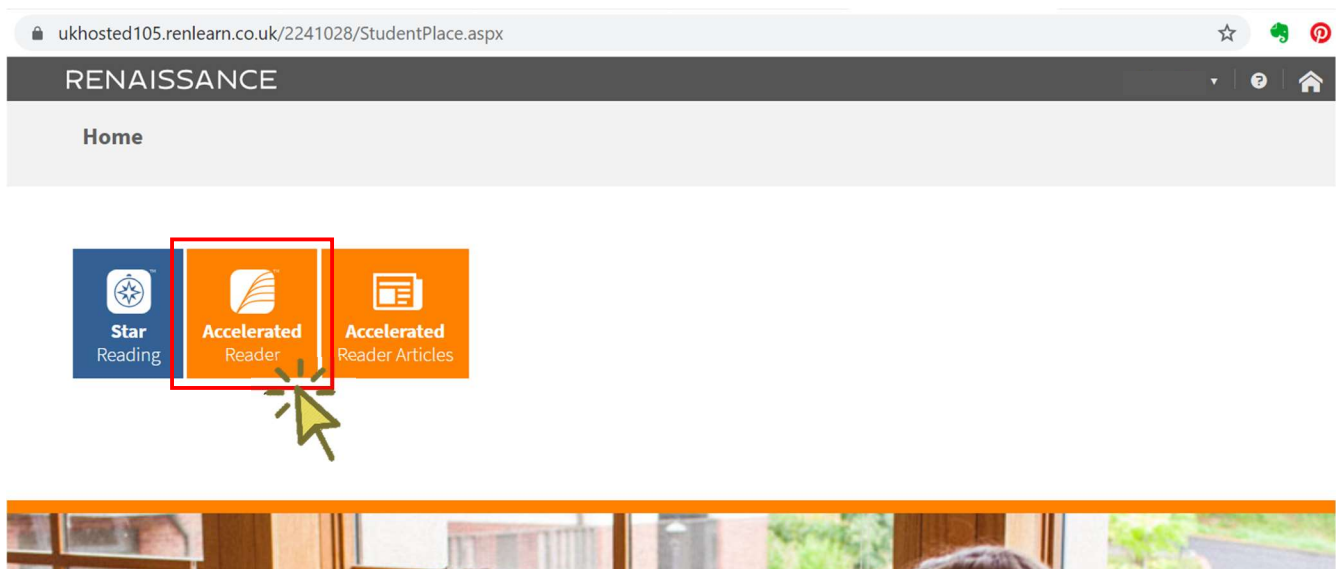 ukhosted105.renlearn.co.uk/2241028/StudentPlace.aspx
RENAISSANCE
Home
Star
Reading
Accelerated
Reader
Accelerated
Reader Articles